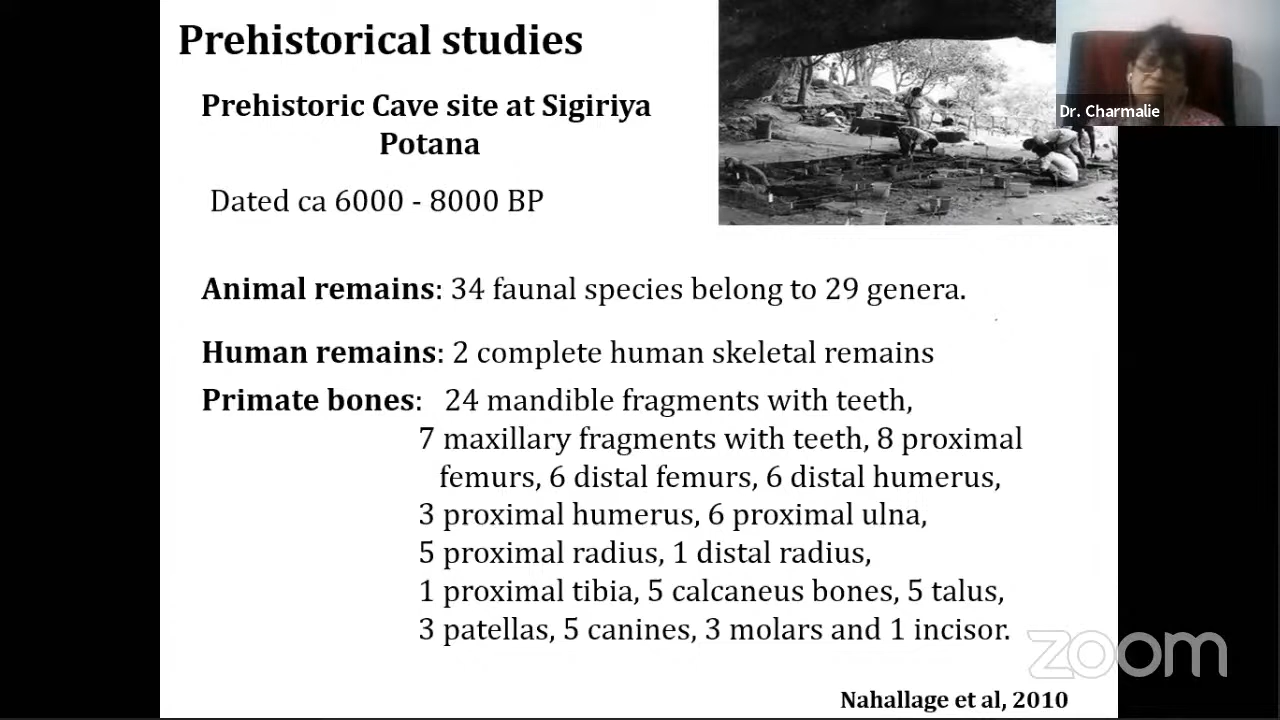 Prehistorical studies
Prehistoric Cave site at Sigiriya
Potana
Dated ca 6000 - 8000 BP
Dr. Charmalie
Animal remains: 34 faunal species belong to 29 genera.
Human remains: 2 complete human skeletal remains
Primate bones: 24 mandible fragments with teeth,
7 maxillary fragments with teeth, 8 proximal
femurs, 6 distal femurs, 6 distal humerus,
3 proximal humerus, 6 proximal ulna,
5 proximal radius, 1 distal radius,
1 proximal tibia, 5 calcaneus bones, 5 talus,
3 patellas, 5 canines, 3 molars and 1 incisor.
zoom
Nahallage et al, 2010